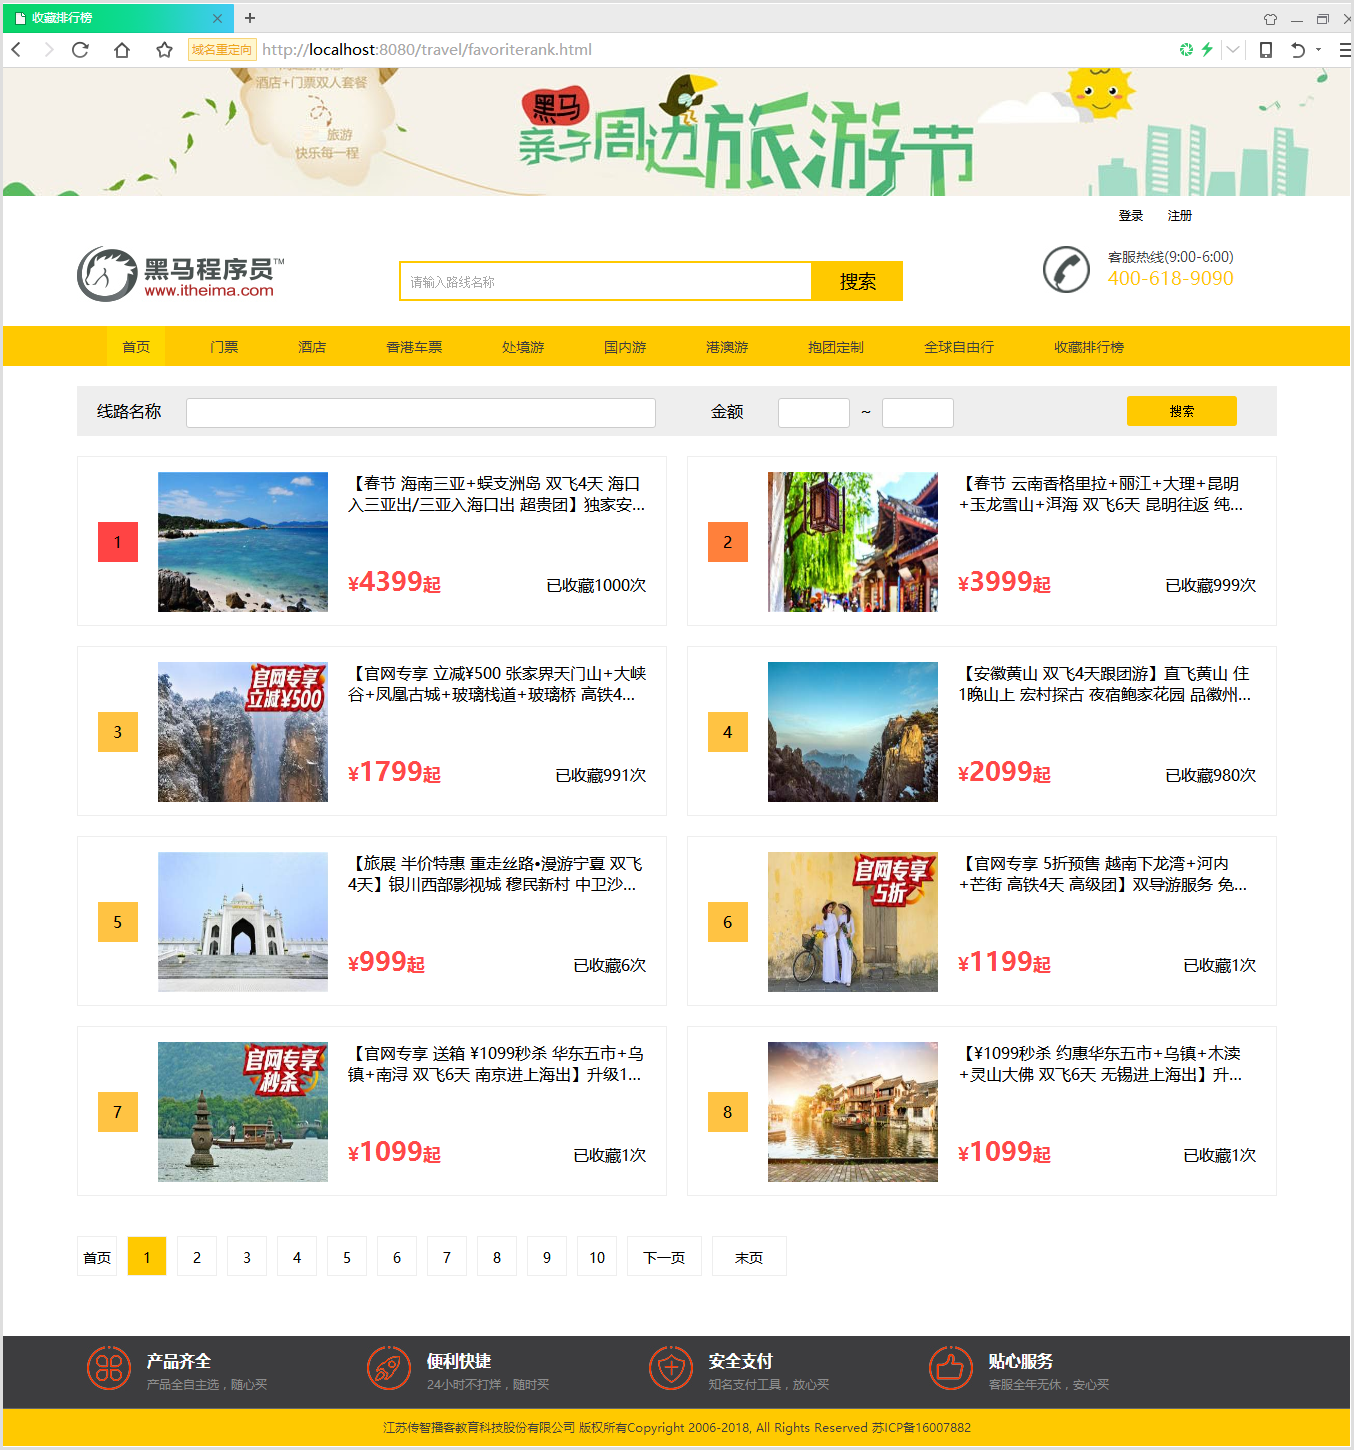 收藏排行榜
域名重定向 http://localhost:8080/travel/favoriterank.html
酒店+门票双人套餐
旅游
快乐每一程
黑马
亲子周边旅游节
登录 注册
黑马程序员™
www.itheima.com
请输入路线名称 搜索
客服热线(9:00-6:00)
400-618-9090
首页 门票 酒店 香港车票 处境游 国内游 港澳游 抱团定制 全球自由行 收藏排行榜
线路名称 金额 ~ 搜索
1
【春节 海南三亚+蜈支洲岛 双飞4天 海口
入三亚出/三亚入海口出 超贵团】独家安...
¥4399起 已收藏1000次
2
【春节 云南香格里拉+丽江+大理+昆明
+玉龙雪山+洱海 双飞6天 昆明往返 纯...
¥3999起 已收藏999次
3
官网专享
立减¥500
【官网专享 立减¥500 张家界天门山+大峡
谷+凤凰古城+玻璃栈道+玻璃桥 高铁4...
¥1799起 已收藏991次
4
【安徽黄山 双飞4天跟团游】直飞黄山 住
1晚山上 宏村探古 夜宿鲍家花园 品徽州...
¥2099起 已收藏980次
5
【旅展 半价特惠 重走丝路•漫游宁夏 双飞
4天】银川西部影视城 穆民新村 中卫沙...
¥999起 已收藏6次
6
官网专享
5折
【官网专享 5折预售 越南下龙湾+河内
+芒街 高铁4天 高级团】双导游服务 免...
¥1199起 已收藏1次
7
官网专享
秒杀
【官网专享 送箱 ¥1099秒杀 华东五市+乌
镇+南浔 双飞6天 南京进上海出】升级1...
¥1099起 已收藏1次
8
【¥1099秒杀 约惠华东五市+乌镇+木渎
+灵山大佛 双飞6天 无锡进上海出】升...
¥1099起 已收藏1次
首页 1 2 3 4 5 6 7 8 9 10 下一页 末页
产品齐全
产品全自主选，随心买
便利快捷
24小时不打烊，随时买
安全支付
知名支付工具，放心买
贴心服务
客服全年无休，安心买
江苏传智播客教育科技股份有限公司 版权所有Copyright 2006-2018, All Rights Reserved 苏ICP备16007882